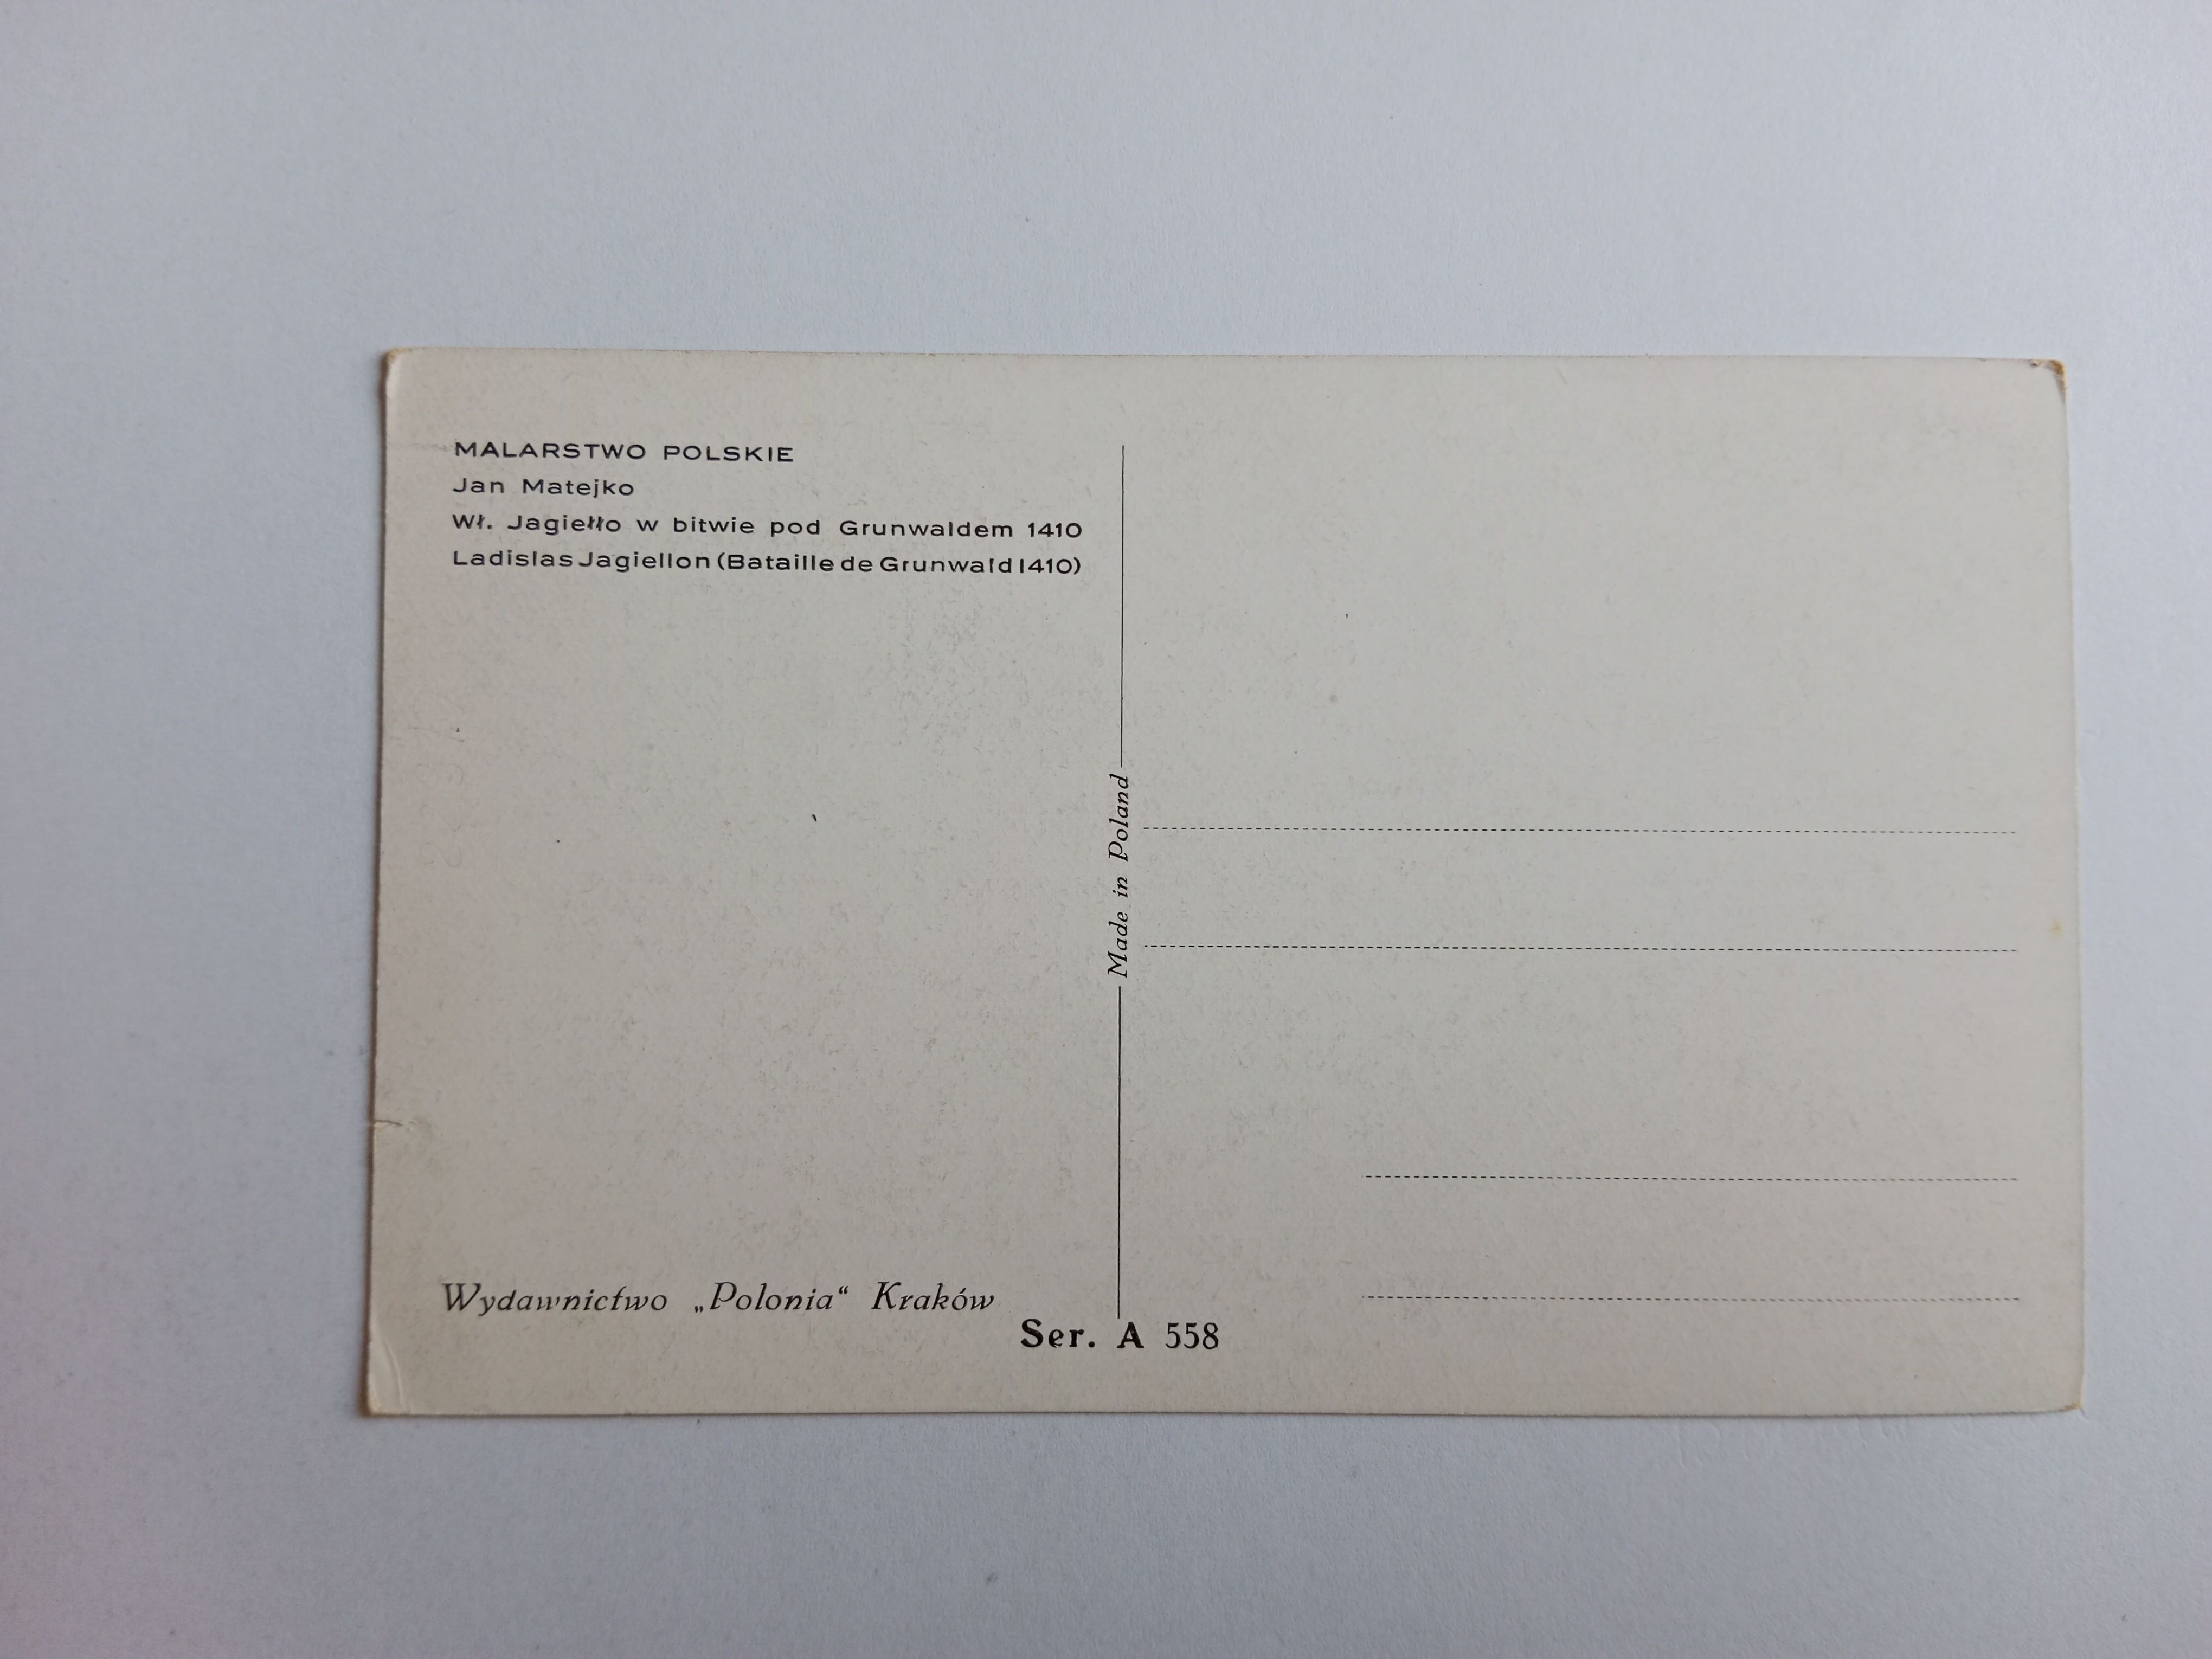 MALARSTWO POLSKIE
Jan Matejko
Wł. Jagiełło w bitwie pod Grunwaldem 1410
Ladislas Jagiellon (Bataille de Grunwald 1410)
Made in Poland
Wydawnictwo „Polonia“ Kraków
Ser. A 558